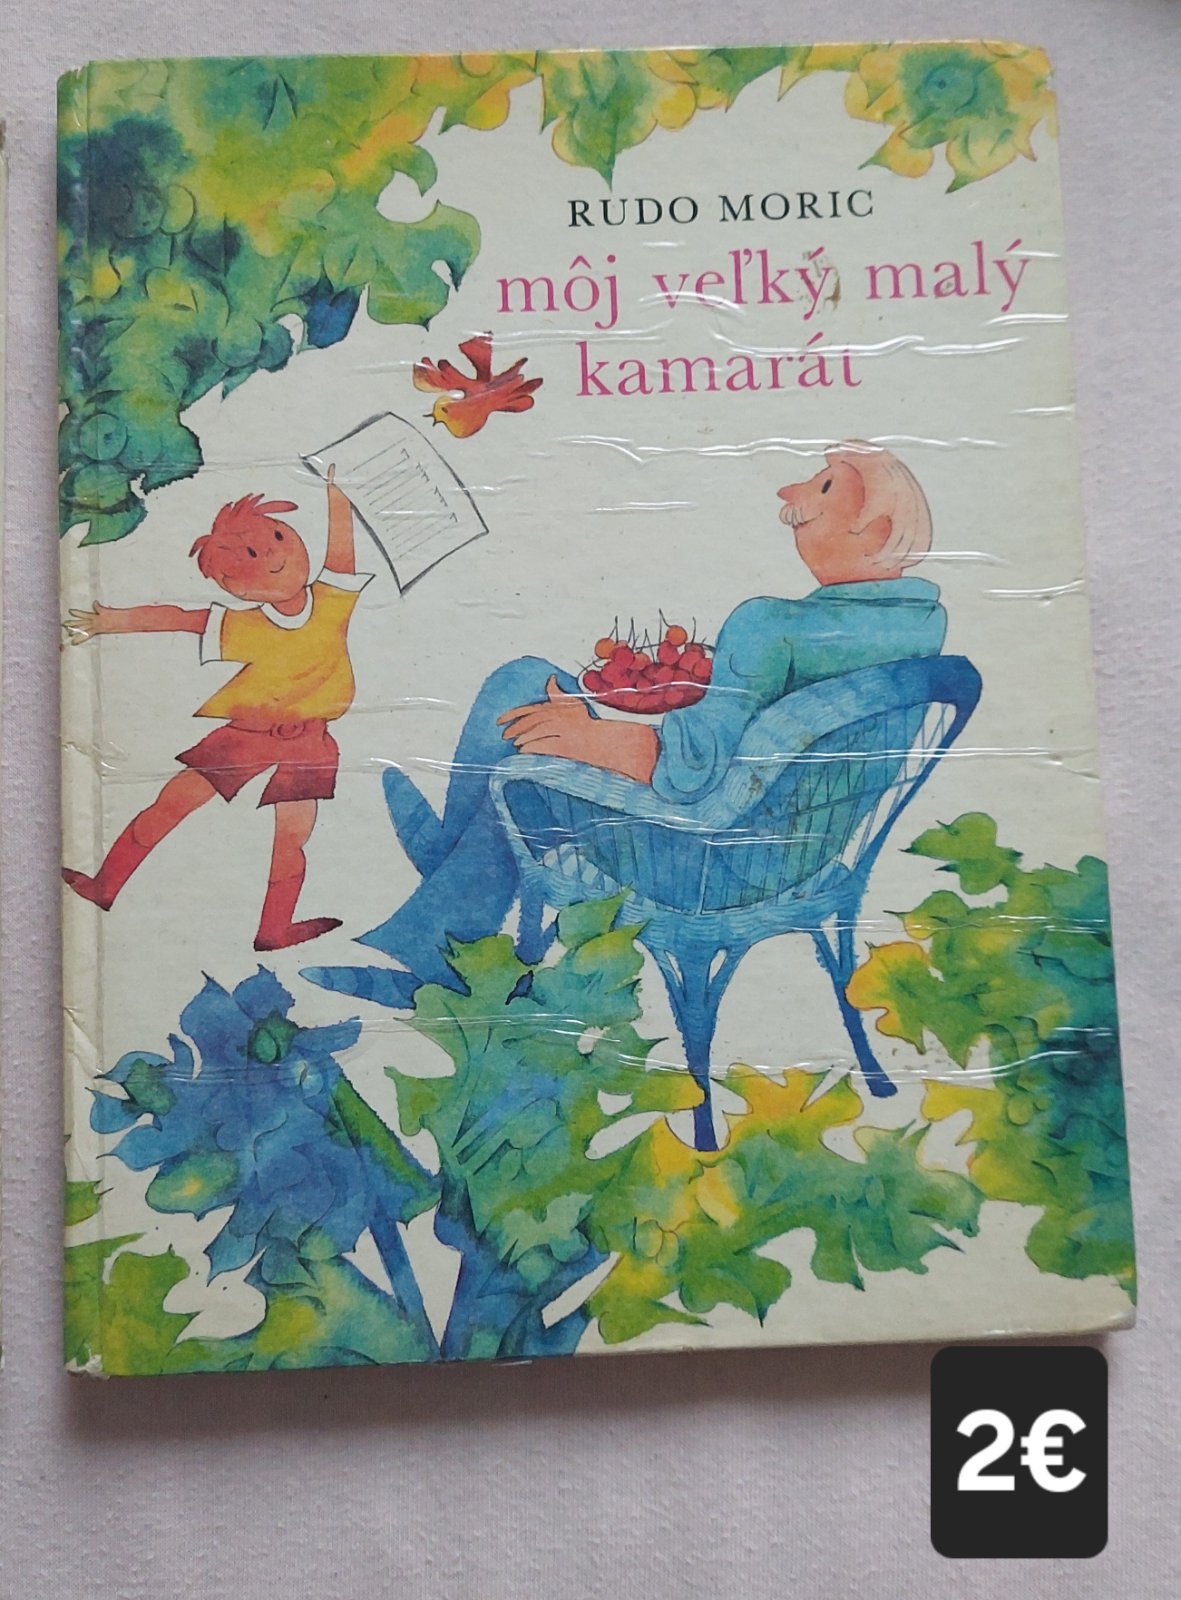 RUDO MORIC
môj veľký malý
kamarát
2€